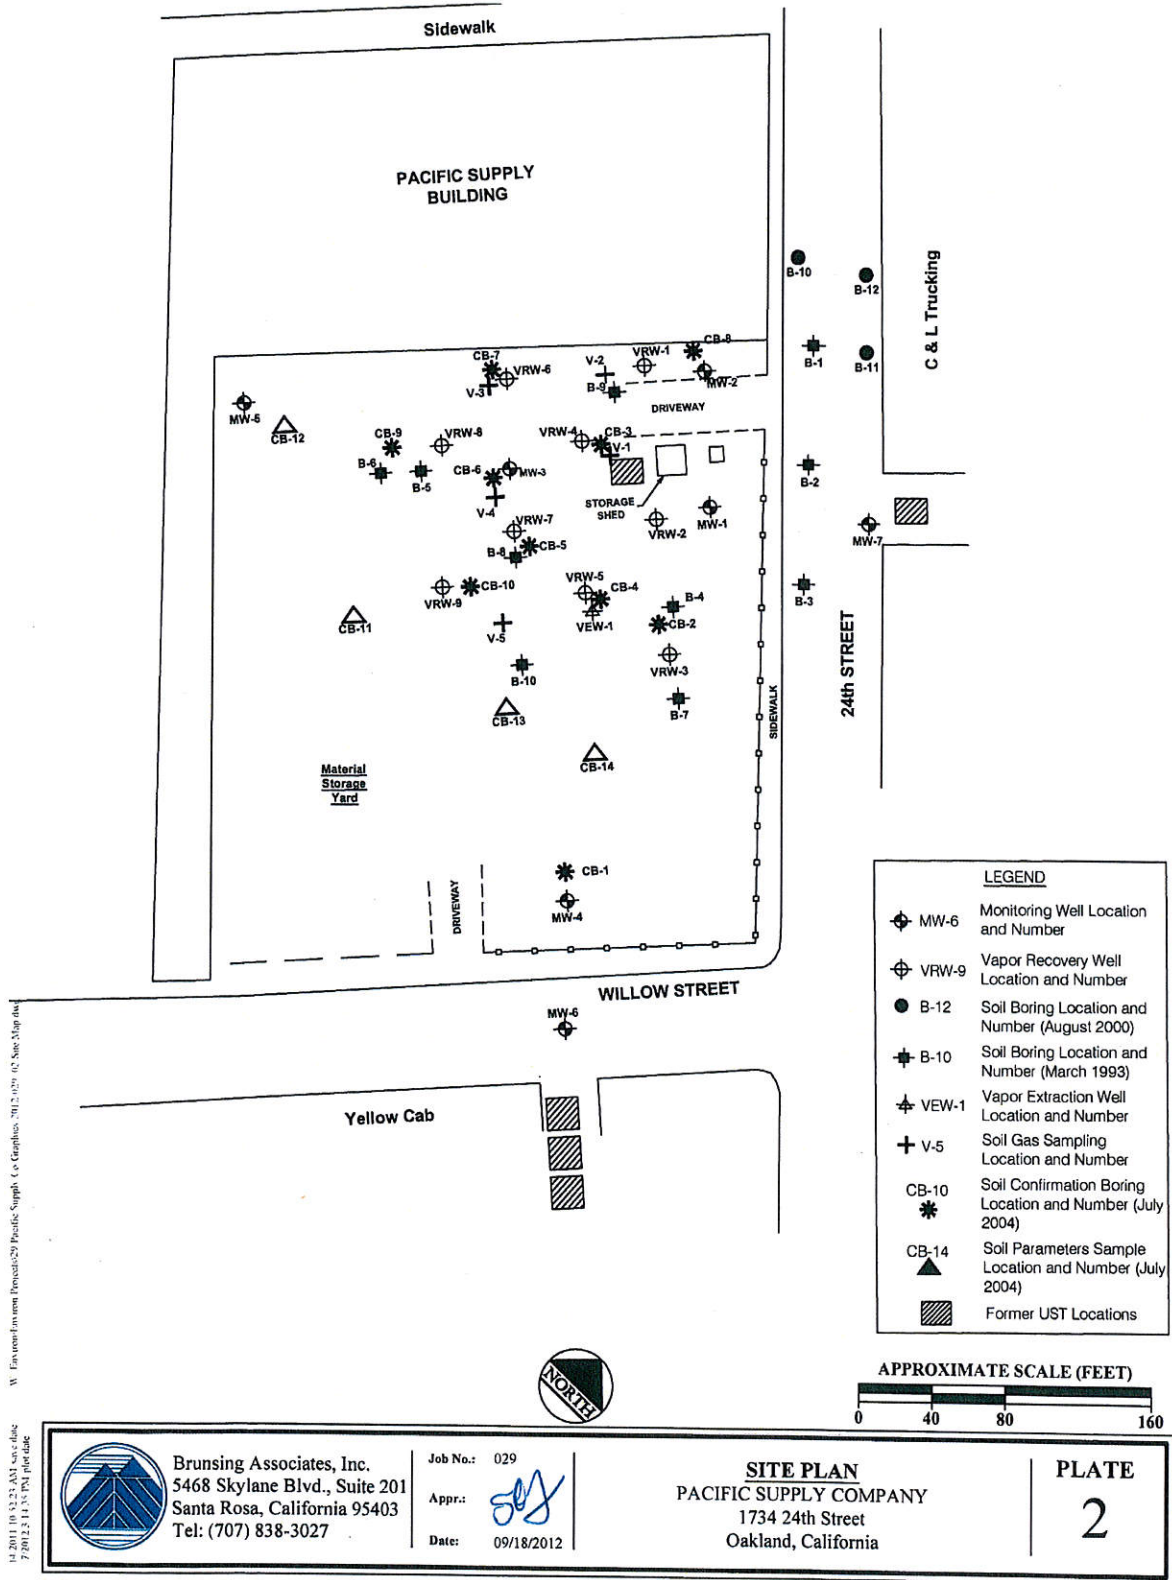 Sidewalk
PACIFIC SUPPLY
BUILDING
B-10
B-12
C & L Trucking
B-1
B-11
CB-7
VRW-6
V-3
V-2
VRW-1
CB-8
B-9
MW-2
DRIVEWAY
MW-5
CB-12
CB-9
VRW-8
VRW-4
CB-3
V-1
B-6
B-5
CB-6
MW-3
V-4
STORAGE
SHED
VRW-2
MW-1
B-2
MW-7
VRW-7
B-8
CB-5
VRW-9
CB-10
VRW-5
CB-4
VEW-1
B-4
CB-2
B-3
CB-11
V-5
VRW-3
B-10
B-7
CB-13
CB-14
24th STREET
SIDEWALK
Material
Storage
Yard
CB-1
MW-4
DRIVEWAY
WILLOW STREET
MW-6
Yellow Cab
LEGEND
MW-6 Monitoring Well Location
and Number
VRW-9 Vapor Recovery Well
Location and Number
B-12 Soil Boring Location and
Number (August 2000)
B-10 Soil Boring Location and
Number (March 1993)
VEW-1 Vapor Extraction Well
Location and Number
V-5 Soil Gas Sampling
Location and Number
CB-10 Soil Confirmation Boring
Location and Number (July
2004)
CB-14 Soil Parameters Sample
Location and Number (July
2004)
Former UST Locations
NORTH
APPROXIMATE SCALE (FEET)
0 40 80 160
Brunsing Associates, Inc.
5468 Skylane Blvd., Suite 201
Santa Rosa, California 95403
Tel: (707) 838-3027
Job No.: 029
Appr.:
Date: 09/18/2012
SITE PLAN
PACIFIC SUPPLY COMPANY
1734 24th Street
Oakland, California
PLATE
2